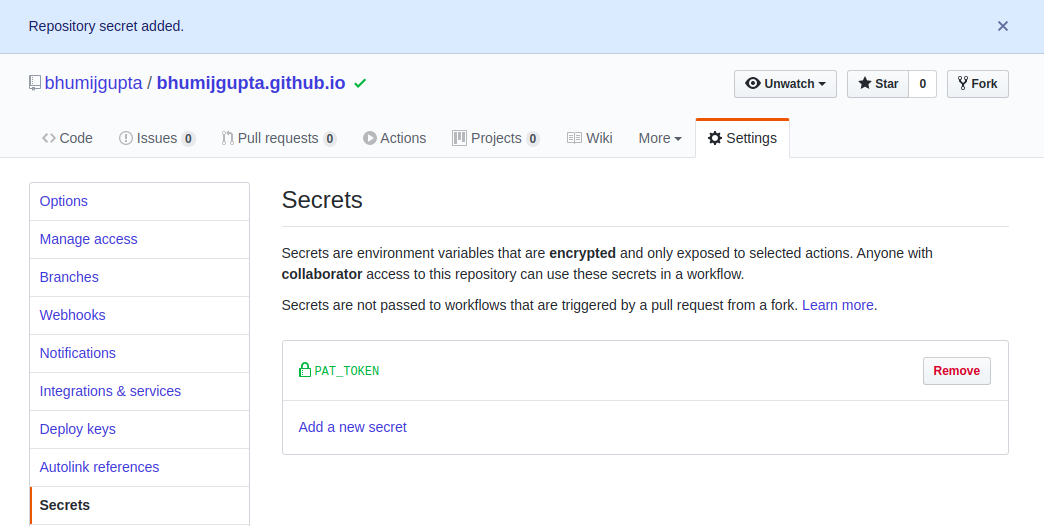 Repository secret added.
bhumijgupta / bhumijgupta.github.io
Unwatch
Star 0
Fork
Code
Issues 0
Pull requests 0
Actions
Projects 0
Wiki
More
Settings
Options
Manage access
Branches
Webhooks
Notifications
Integrations & services
Deploy keys
Autolink references
Secrets
Secrets
Secrets are environment variables that are encrypted and only exposed to selected actions. Anyone with
collaborator access to this repository can use these secrets in a workflow.
Secrets are not passed to workflows that are triggered by a pull request from a fork. Learn more.
PAT_TOKEN
Remove
Add a new secret